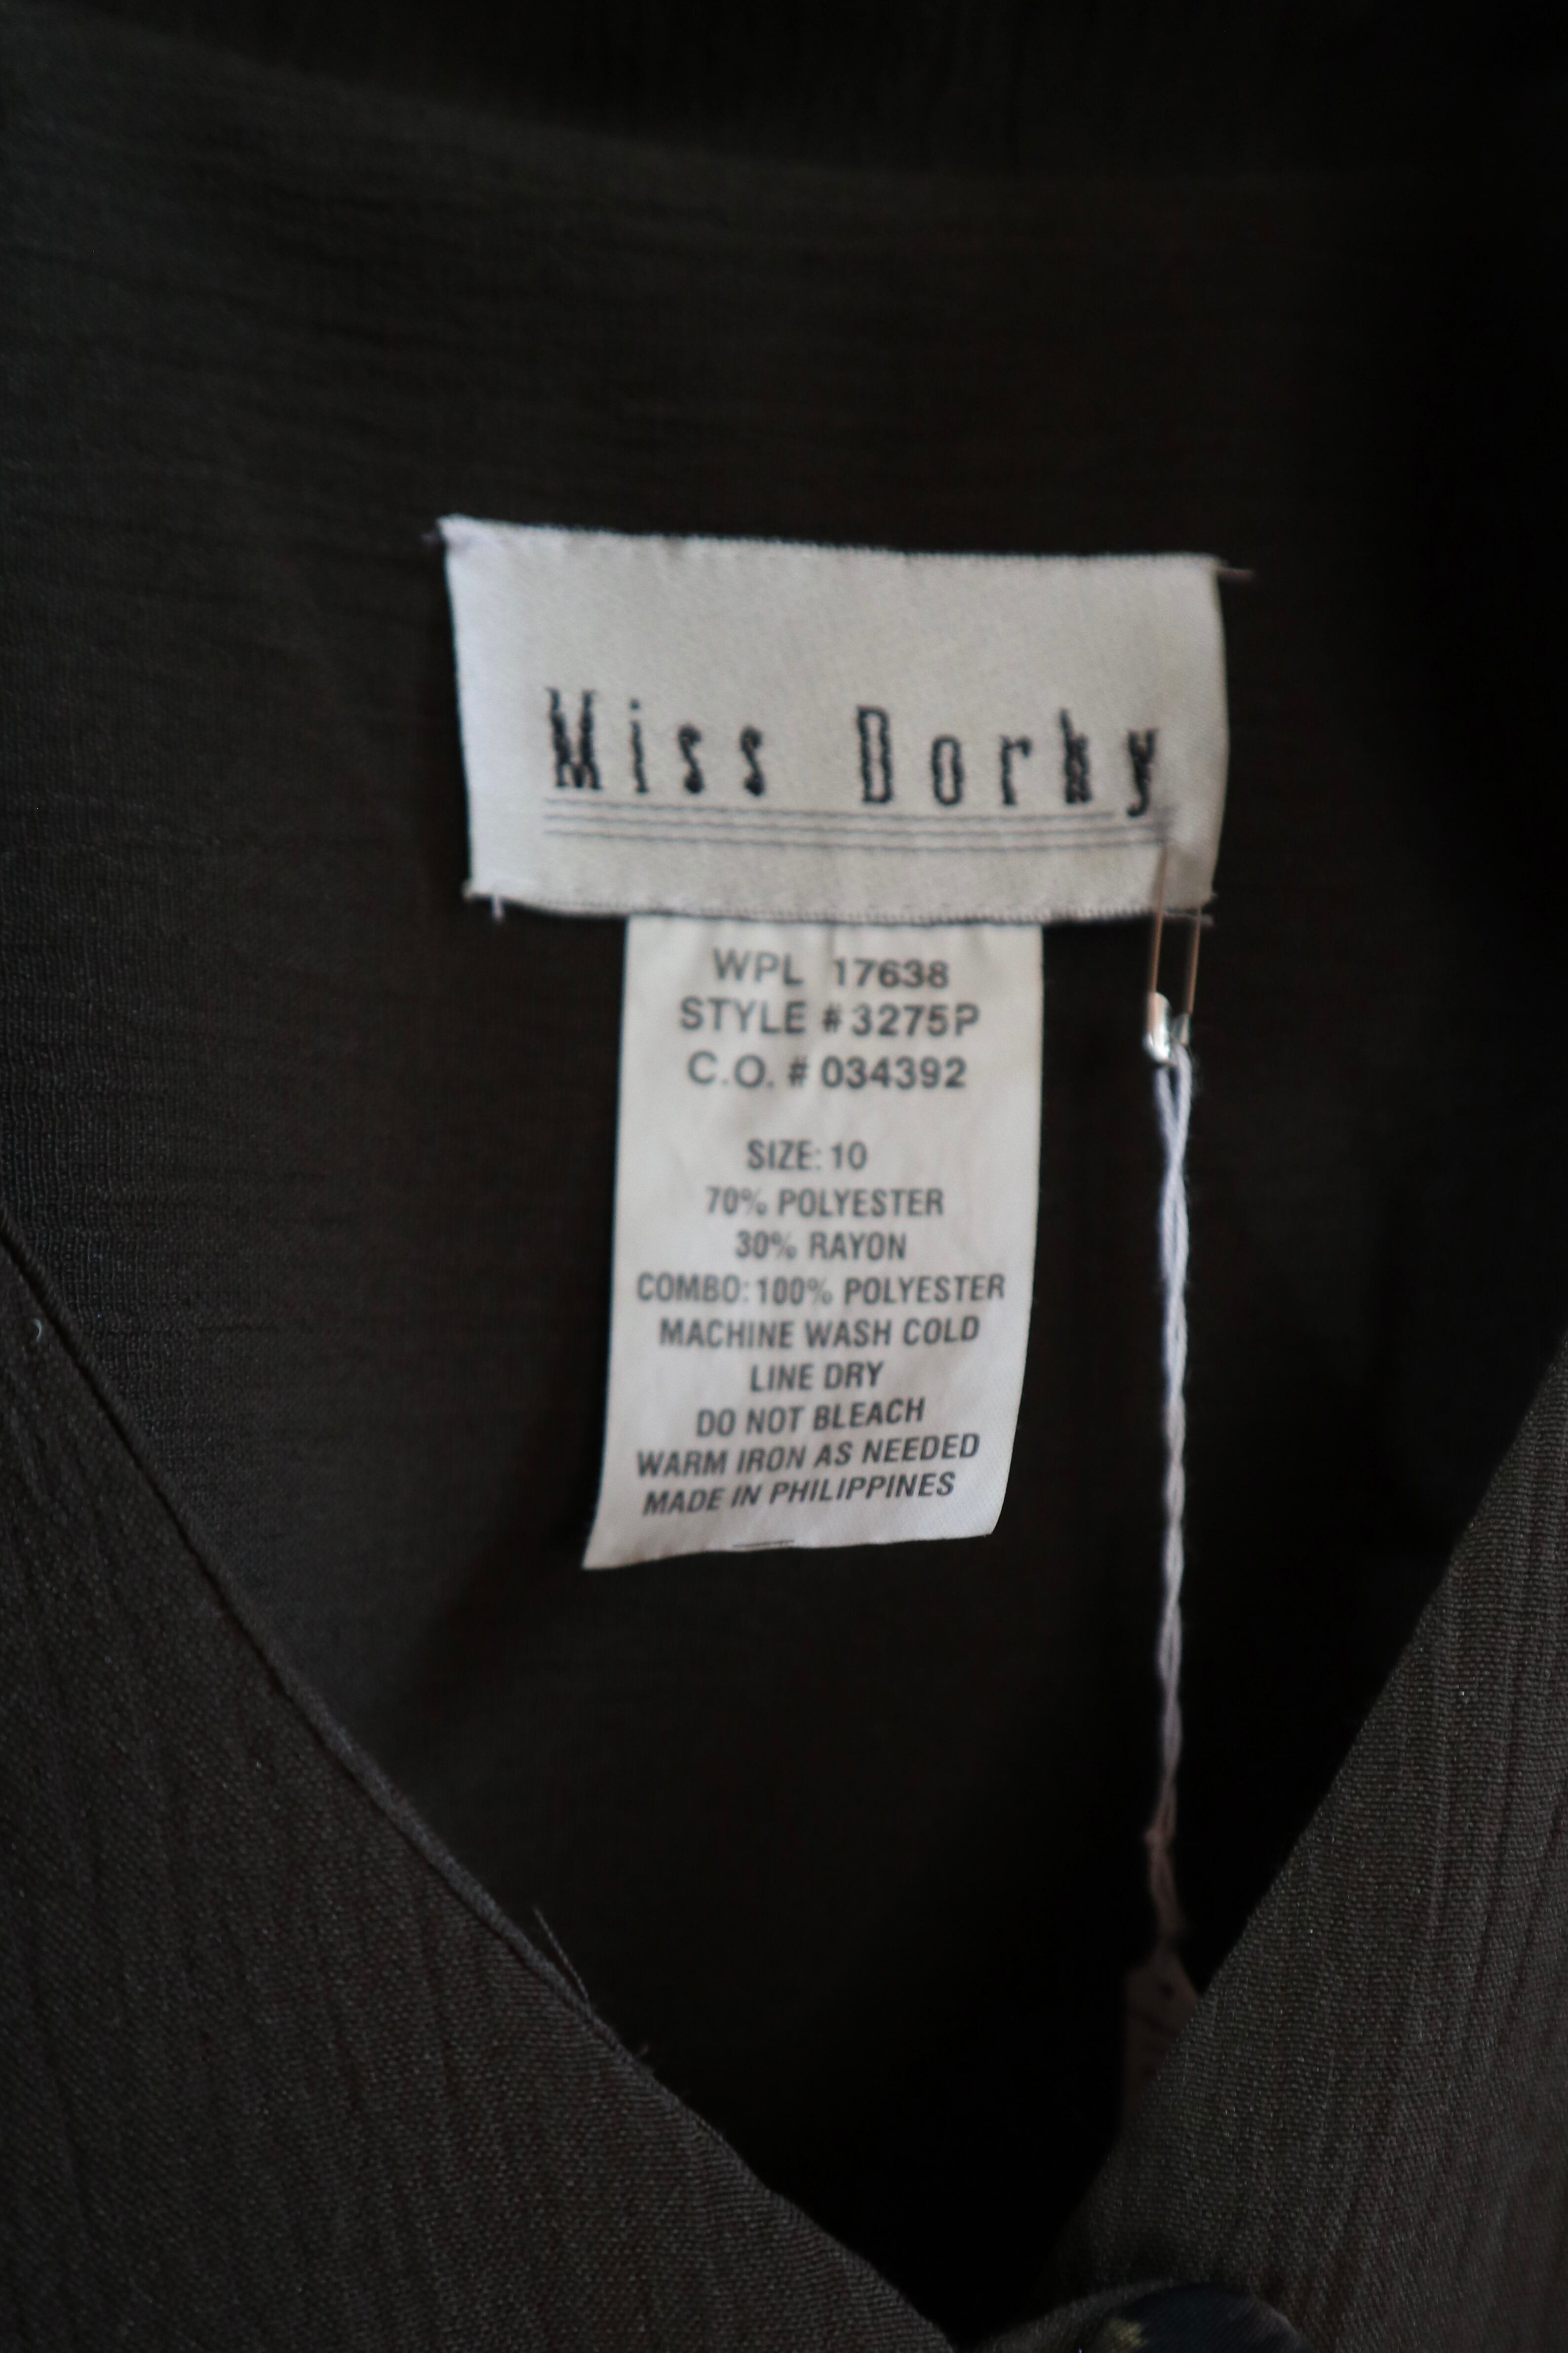 Miss Dorby
WPL 17638
STYLE # 3275P
C.O. # 034392
SIZE: 10
70% POLYESTER
30% RAYON
COMBO: 100% POLYESTER
MACHINE WASH COLD
LINE DRY
DO NOT BLEACH
WARM IRON AS NEEDED
MADE IN PHILIPPINES